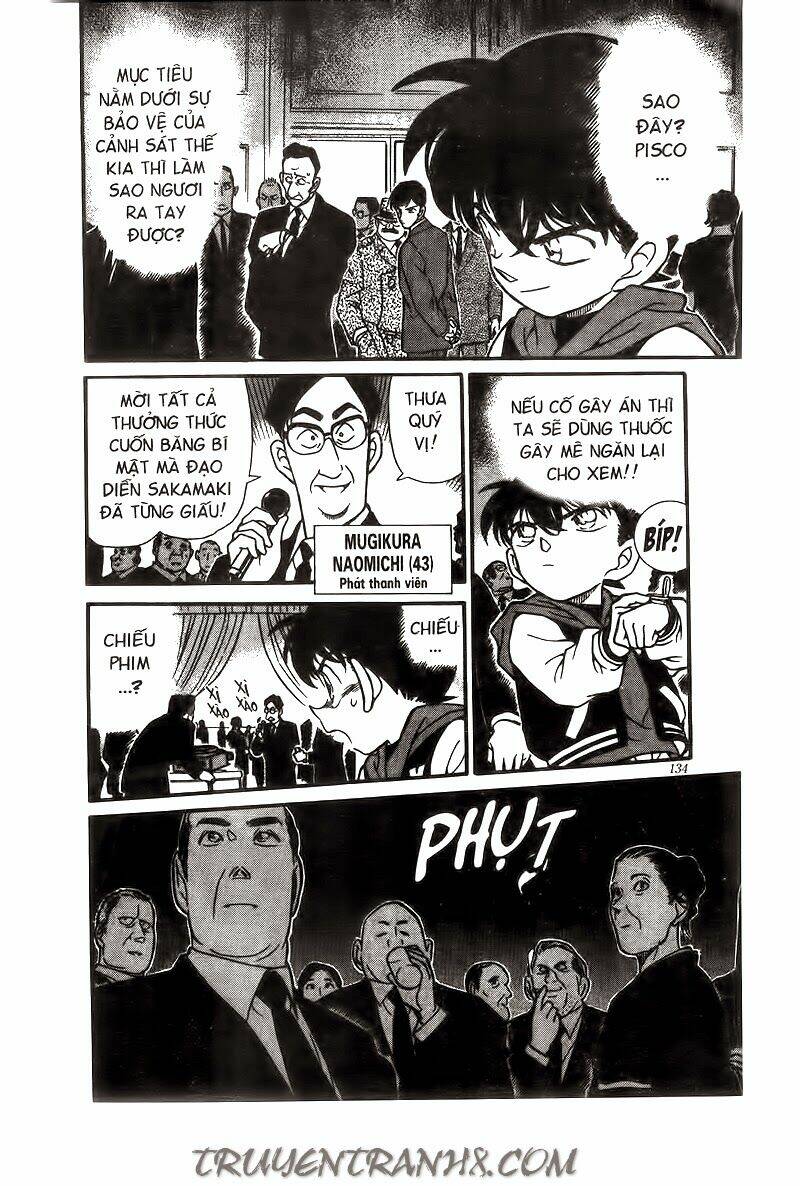 SAO
ĐÂY?
PISCO
...
MỤC TIÊU
NẰM DƯỚI SỰ
BẢO VỆ CỦA
CẢNH SÁT THẾ
KIA THÌ LÀM
SAO NGƯƠI
RA TAY
ĐƯỢC?
NẾU CỐ GÂY ÁN THÌ
TA SẼ DÙNG THUỐC
GÂY MÊ NGĂN LẠI
CHO XEM!!
BÍP!
THƯA
QUÝ
VỊ!
MỜI TẤT CẢ
THƯỞNG THỨC
CUỐN BĂNG BÍ
MẬT MÀ ĐẠO
DIỄN SAKAMAKI
ĐÃ TỪNG GIẤU!
MUGIKURA
NAOMICHI (43)
Phát thanh viên
CHIẾU
...
CHIẾU
PHIM
...?
XÌ
XÀO
XÌ
XÀO
134
PHỤT
TRUYENTRANH8.COM